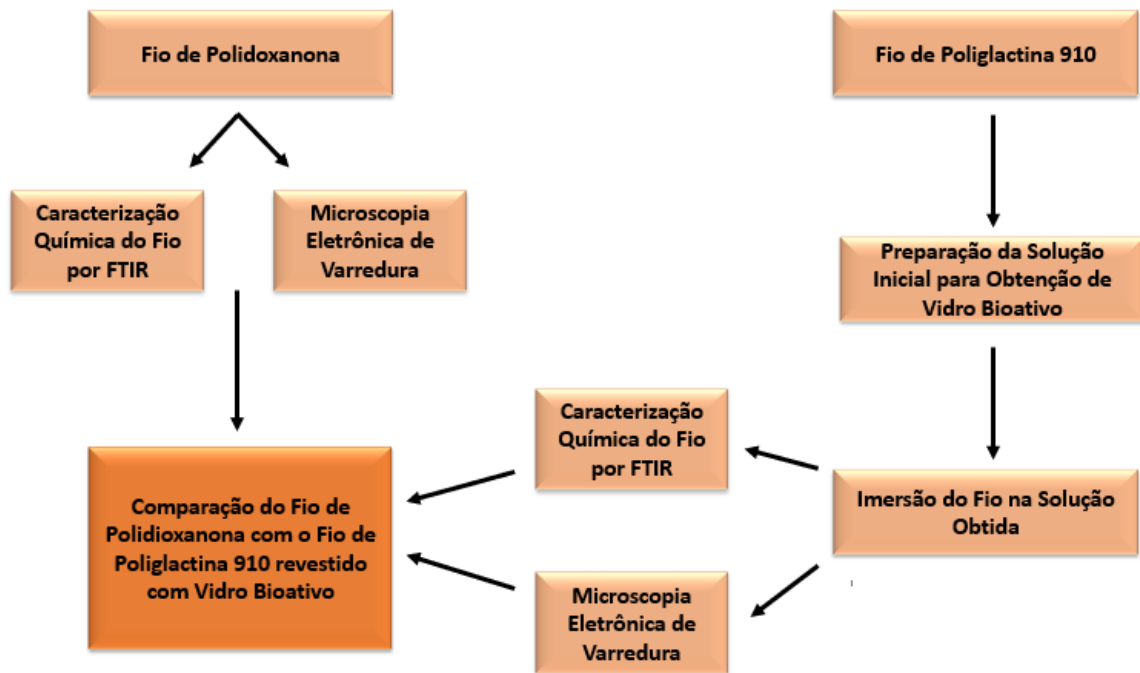 Fio de Polidoxanona
Fio de Poliglactina 910
Caracterização
Química do Fio
por FTIR
Microscopia
Eletrônica de
Varredura
Preparação da Solução
Inicial para Obtenção de
Vidro Bioativo
Caracterização
Química do Fio
por FTIR
Comparação do Fio de
Polidioxanona com o Fio de
Poliglactina 910 revestido
com Vidro Bioativo
Imersão do Fio na Solução
Obtida
Microscopia
Eletrônica de
Varredura